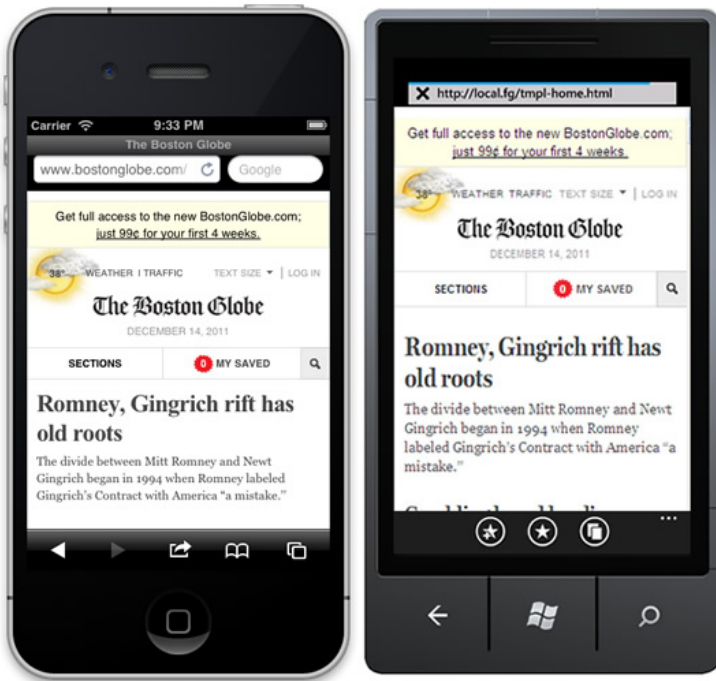 Carrier
9:33 PM
The Boston Globe
www.bostonglobe.com/
Google
Get full access to the new BostonGlobe.com;
just 99¢ for your first 4 weeks.
38° WEATHER | TRAFFIC TEXT SIZE ▼ | LOG IN
The Boston Globe
DECEMBER 14, 2011
SECTIONS
0 MY SAVED
Romney, Gingrich rift has
old roots
The divide between Mitt Romney and Newt
Gingrich began in 1994 when Romney labeled
Gingrich's Contract with America “a mistake.”
http://local.fg/tmpl-home.html
Get full access to the new BostonGlobe.com;
just 99¢ for your first 4 weeks.
38° WEATHER TRAFFIC TEXT SIZE ▼ | LOG IN
The Boston Globe
DECEMBER 14, 2011
SECTIONS
0 MY SAVED
Romney, Gingrich rift has
old roots
The divide between Mitt Romney and Newt
Gingrich began in 1994 when Romney
labeled Gingrich's Contract with America “a
mistake.”